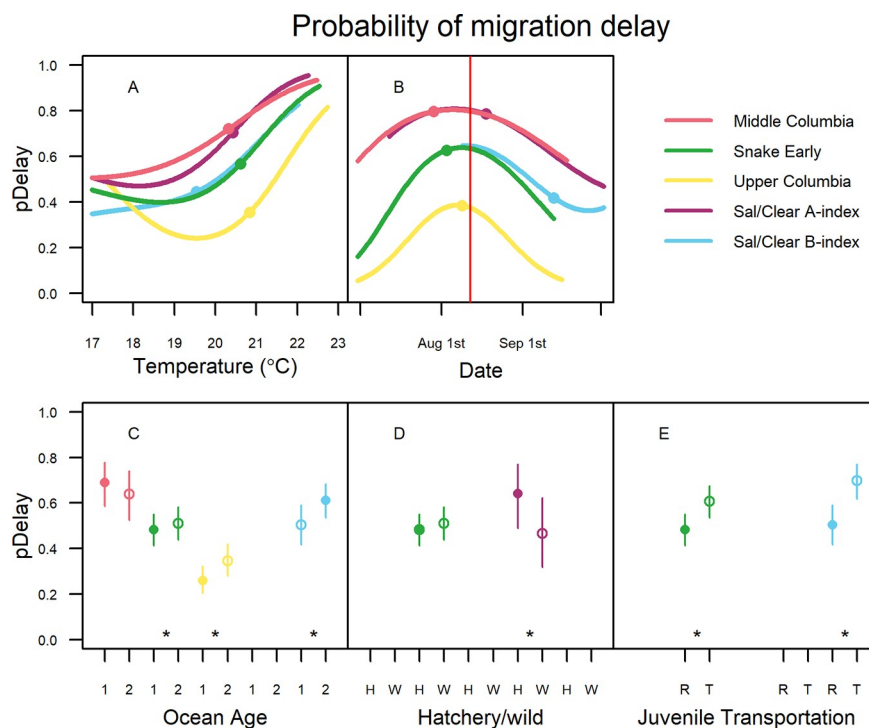 Probability of migration delay
1.0
0.8
0.6
0.4
0.2
0.0
pDelay
A
B
17 18 19 20 21 22 23
Temperature (°C)
Aug 1st Sep 1st
Date
Middle Columbia
Snake Early
Upper Columbia
Sal/Clear A-index
Sal/Clear B-index
1.0
0.8
0.6
0.4
0.2
0.0
pDelay
C
D
E
* * *
*
* *
1 2 1 2 1 2 1 2 1 2
Ocean Age
H W H W H W H W H W
Hatchery/wild
R T R T R T
Juvenile Transportation